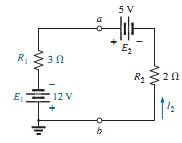 5 V
a
+ E₂ −
R₁ 3 Ω
R₂ 2 Ω
−
E₁ 12 V
+
I₂
b